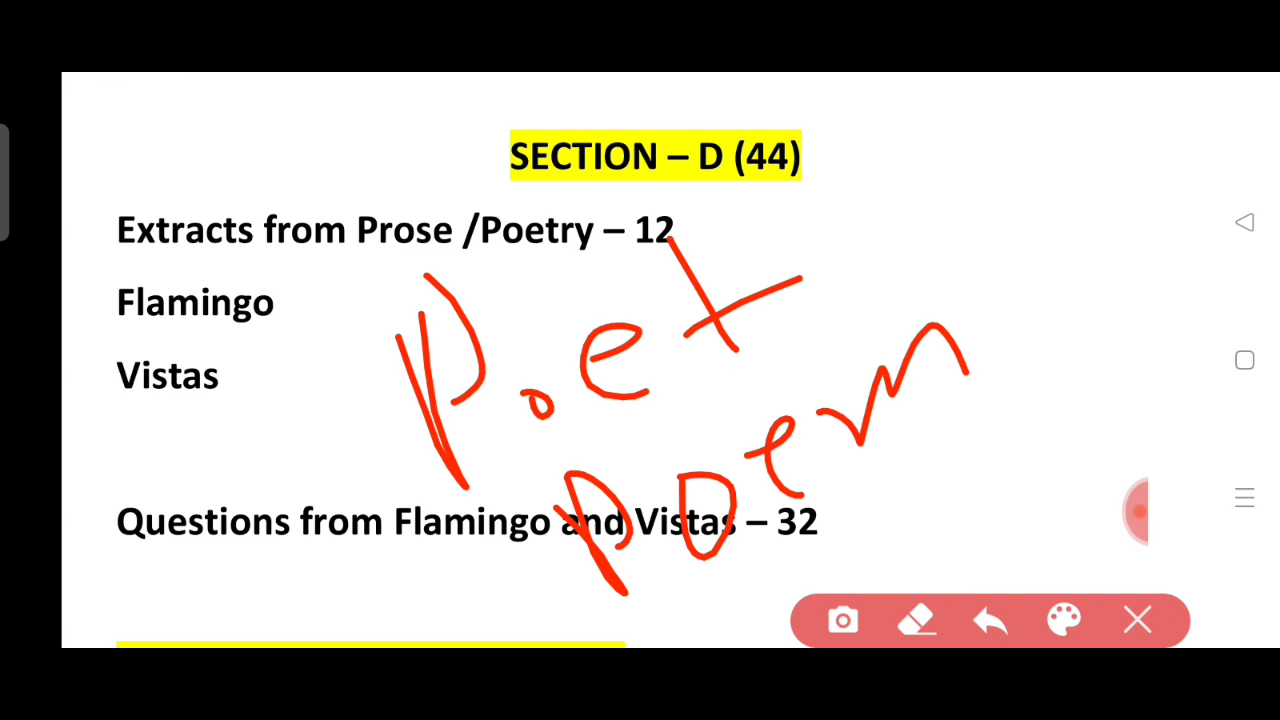 SECTION – D (44)
Extracts from Prose /Poetry – 12
Flamingo
Poet
Vistas
poem
Questions from Flamingo and Vistas – 32